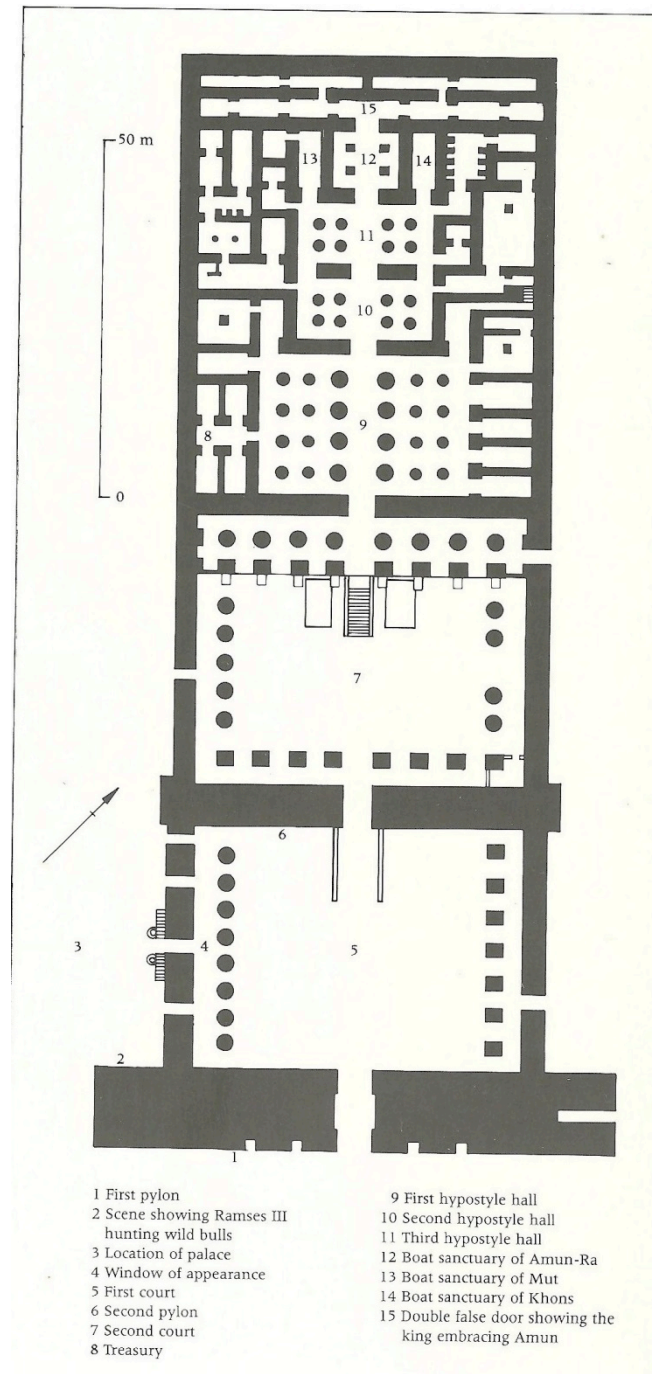 15
50 m
13
12
14
11
10
9
8
0
7
6
3
4
5
2
1
1 First pylon
2 Scene showing Ramses III
hunting wild bulls
3 Location of palace
4 Window of appearance
5 First court
6 Second pylon
7 Second court
8 Treasury
9 First hypostyle hall
10 Second hypostyle hall
11 Third hypostyle hall
12 Boat sanctuary of Amun-Ra
13 Boat sanctuary of Mut
14 Boat sanctuary of Khons
15 Double false door showing the
king embracing Amun